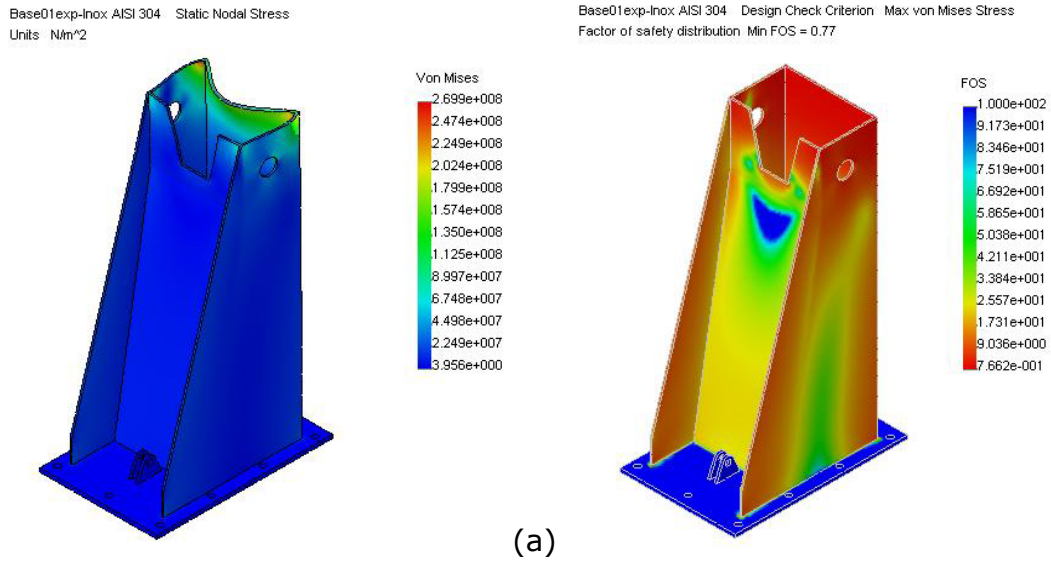 Base01exp-Inox AISI 304    Static Nodal Stress
Units   N/m^2
Von Mises
2.699e+008
2.474e+008
2.249e+008
2.024e+008
1.799e+008
1.574e+008
1.350e+008
1.125e+008
8.997e+007
6.748e+007
4.498e+007
2.249e+007
3.956e+000
Base01exp-Inox AISI 304    Design Check Criterion   Max von Mises Stress
Factor of safety distribution  Min FOS = 0.77
FOS
1.000e+002
9.173e+001
8.346e+001
7.519e+001
6.692e+001
5.865e+001
5.038e+001
4.211e+001
3.384e+001
2.557e+001
1.731e+001
9.036e+000
7.662e-001
(a)